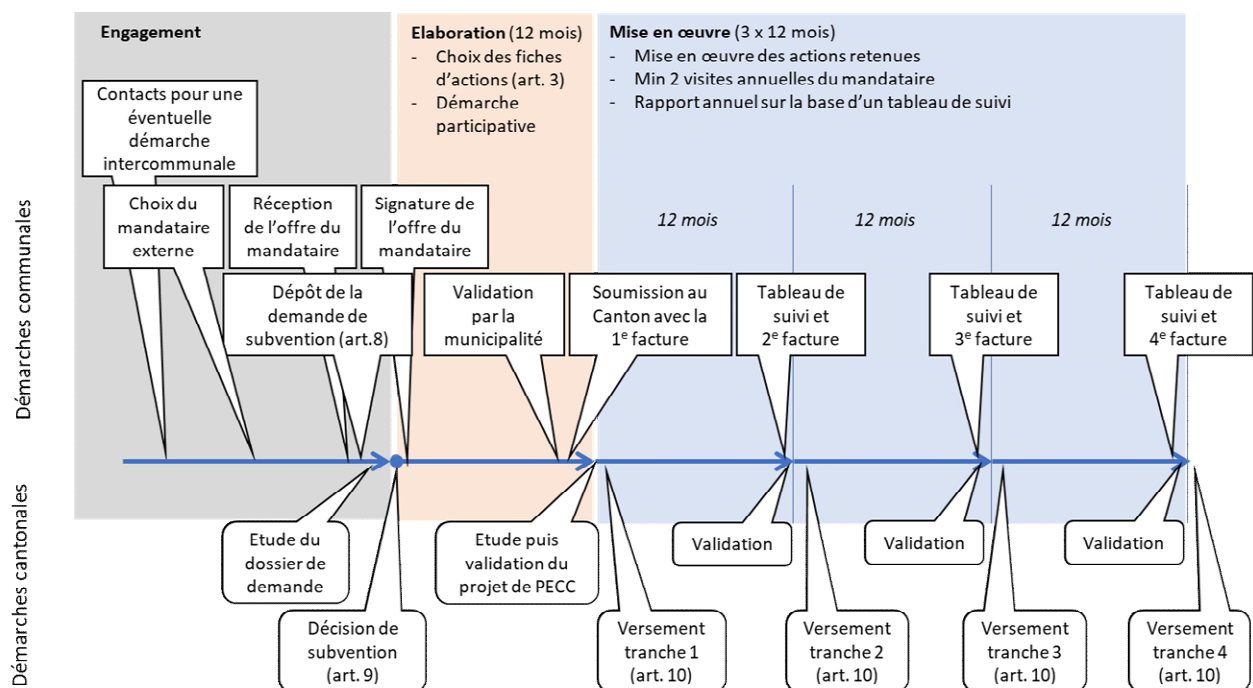 Engagement
Elaboration (12 mois)
- Choix des fiches
d’actions (art. 3)
- Démarche
participative
Mise en œuvre (3 x 12 mois)
- Mise en œuvre des actions retenues
- Min 2 visites annuelles du mandataire
- Rapport annuel sur la base d’un tableau de suivi
Démarches communales
Contacts pour une
éventuelle
démarche
intercommunale
Choix du
mandataire
externe
Réception
de l’offre du
mandataire
Signature de
l’offre du
mandataire
12 mois
12 mois
12 mois
Dépôt de la
demande de
subvention (art.8)
Validation
par la
municipalité
Soumission au
Canton avec la
1e facture
Tableau de
suivi et
2e facture
Tableau de
suivi et
3e facture
Tableau de
suivi et
4e facture
Démarches cantonales
Etude du
dossier de
demande
Etude puis
validation du
projet de PECC
Validation
Validation
Validation
Décision de
subvention
(art. 9)
Versement
tranche 1
(art. 10)
Versement
tranche 2
(art. 10)
Versement
tranche 3
(art. 10)
Versement
tranche 4
(art. 10)